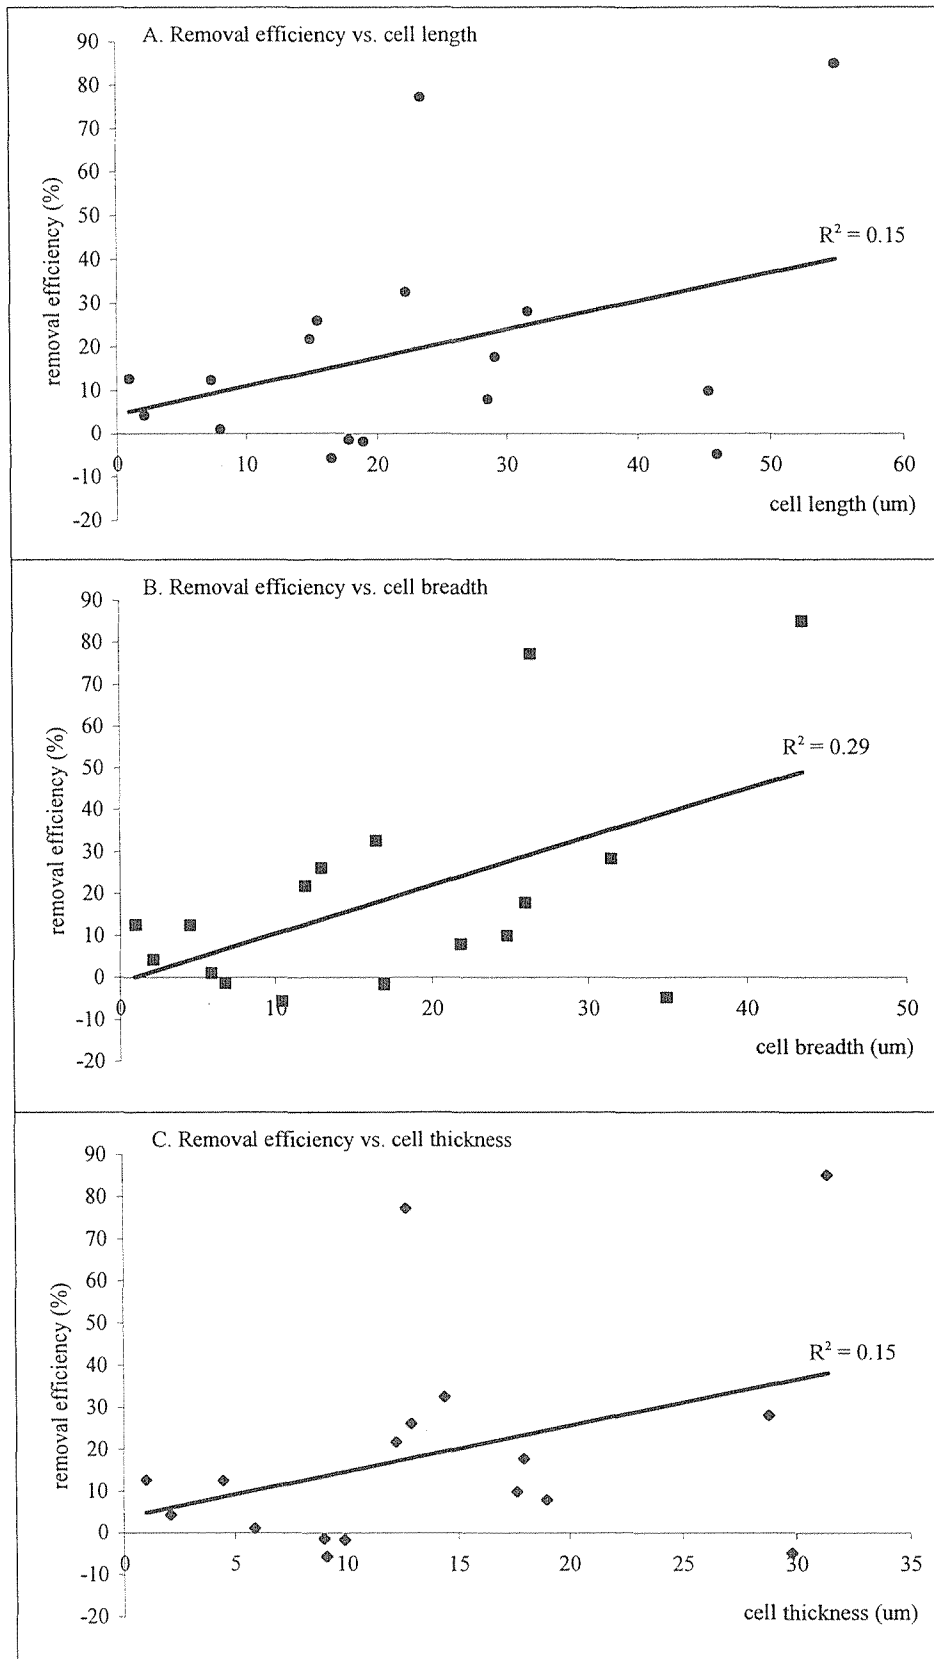 A. Removal efficiency vs. cell length
90
80
70
60
50
40
30
20
10
0
-10
-20
removal efficiency (%)
R² = 0.15
0 10 20 30 40 50 60
cell length (um)
B. Removal efficiency vs. cell breadth
90
80
70
60
50
40
30
20
10
0
-10
-20
removal efficiency (%)
R² = 0.29
0 10 20 30 40 50
cell breadth (um)
C. Removal efficiency vs. cell thickness
90
80
70
60
50
40
30
20
10
0
-10
-20
removal efficiency (%)
R² = 0.15
0 5 10 15 20 25 30 35
cell thickness (um)